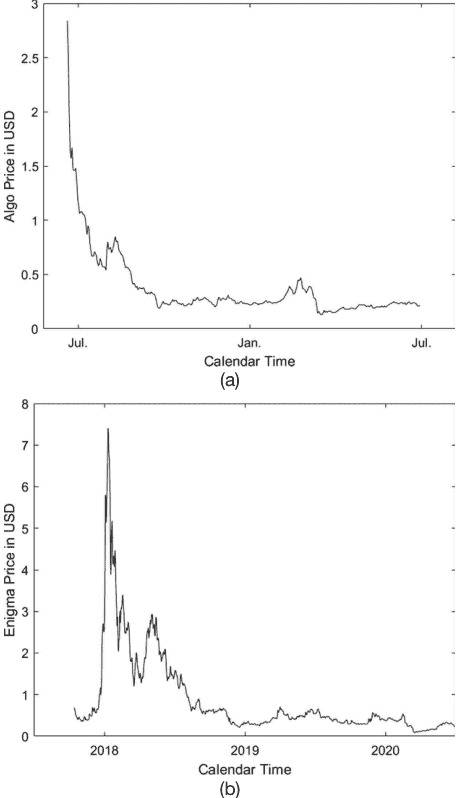 3
2.5
2
1.5
1
0.5
0
Algo Price in USD
Jul.
Jan.
Jul.
Calendar Time
(a)
8
7
6
5
4
3
2
1
0
Enigma Price in USD
2018
2019
2020
Calendar Time
(b)